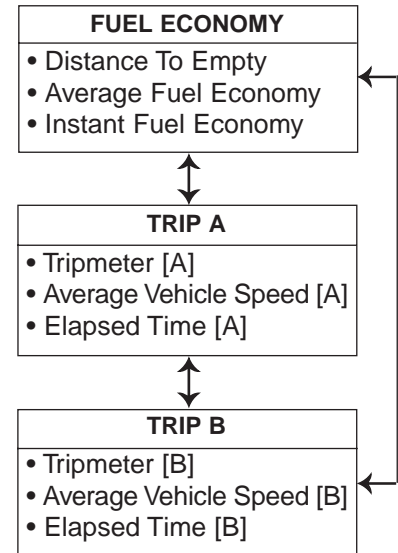 FUEL ECONOMY
• Distance To Empty
• Average Fuel Economy
• Instant Fuel Economy
TRIP A
• Tripmeter [A]
• Average Vehicle Speed [A]
• Elapsed Time [A]
TRIP B
• Tripmeter [B]
• Average Vehicle Speed [B]
• Elapsed Time [B]